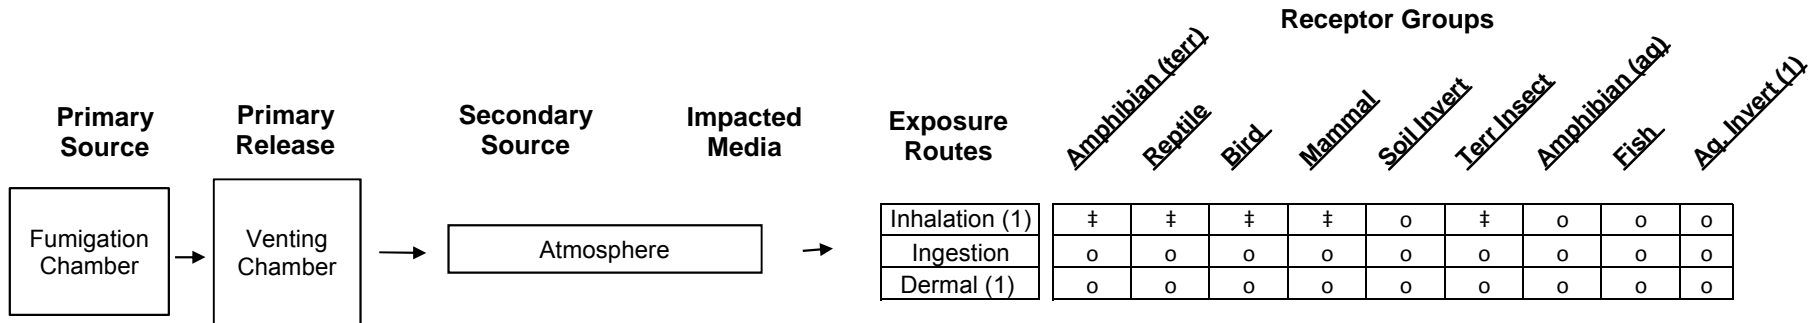 Receptor Groups
Amphibian (terr)
Reptile
Bird
Mammal
Soil Invert
Terr Insect
Amphibian (aq)
Fish
Aq. Invert (1)
Primary
Source
Primary
Release
Secondary
Source
Impacted
Media
Exposure
Routes
Fumigation
Chamber
Venting
Chamber
Atmosphere
Inhalation (1) ‡ ‡ ‡ ‡ o ‡ o o o
Ingestion o o o o o o o o o
Dermal (1) o o o o o o o o o